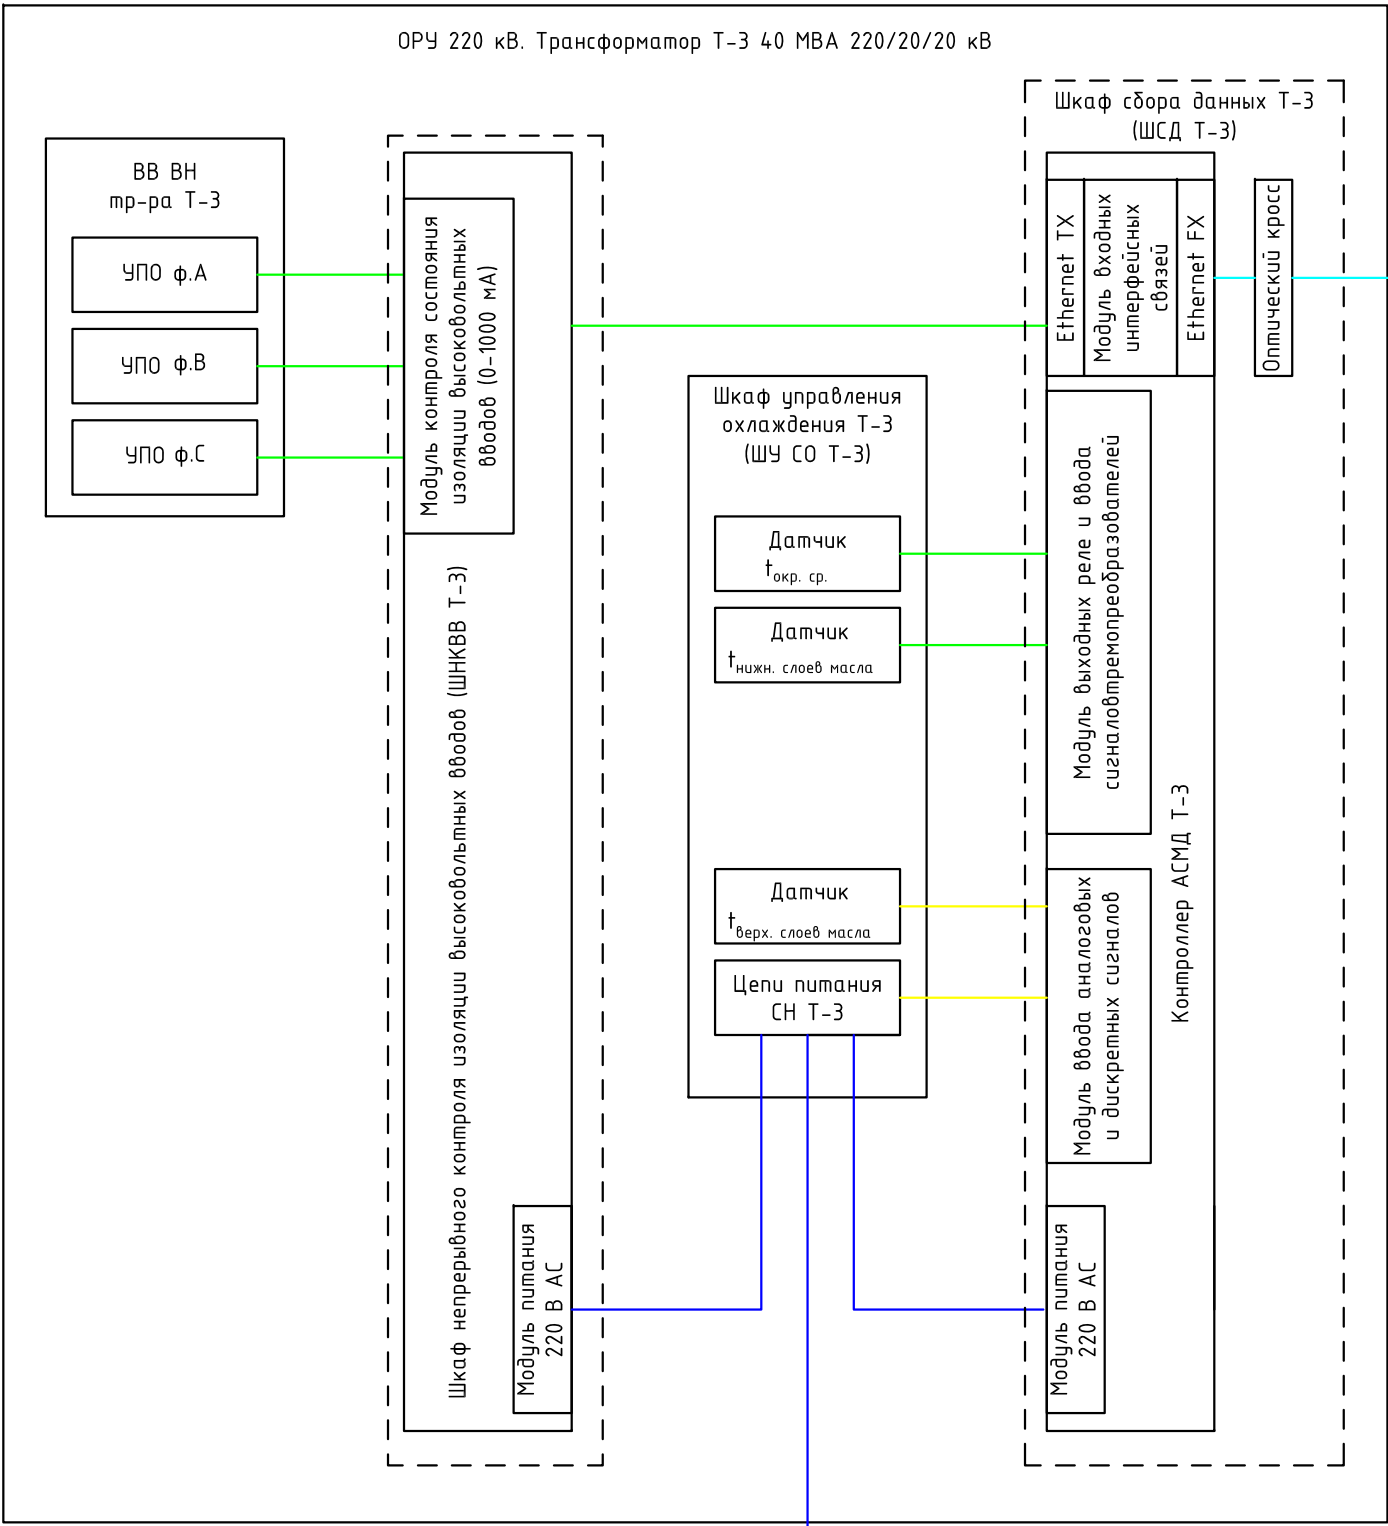 ОРУ 220 кВ. Трансформатор Т-3 40 МВА 220/20/20 кВ
ВВ ВН
тр-ра Т-3
УПО ф.А
УПО ф.В
УПО ф.С
Модуль контроля состояния
изоляции высоковольтных
вводов (0-1000 мА)
Шкаф непрерывного контроля изоляции высоковольтных вводов (ШНКВВ Т-3)
Модуль питания
220 В АС
Шкаф управления
охлаждения Т-3
(ШУ СО Т-3)
Датчик
tокр. ср.
Датчик
tнижн. слоев масла
Датчик
tверх. слоев масла
Цепи питания
СН Т-3
Шкаф сбора данных Т-3
(ШСД Т-3)
Ethernet TX
Модуль входных
интерфейсных
связей
Ethernet FX
Оптический кросс
Модуль выходных реле и ввода
сигналовтремопреобразователей
Контроллер АСМД Т-3
Модуль ввода аналоговых
и дискретных сигналов
Модуль питания
220 В АС